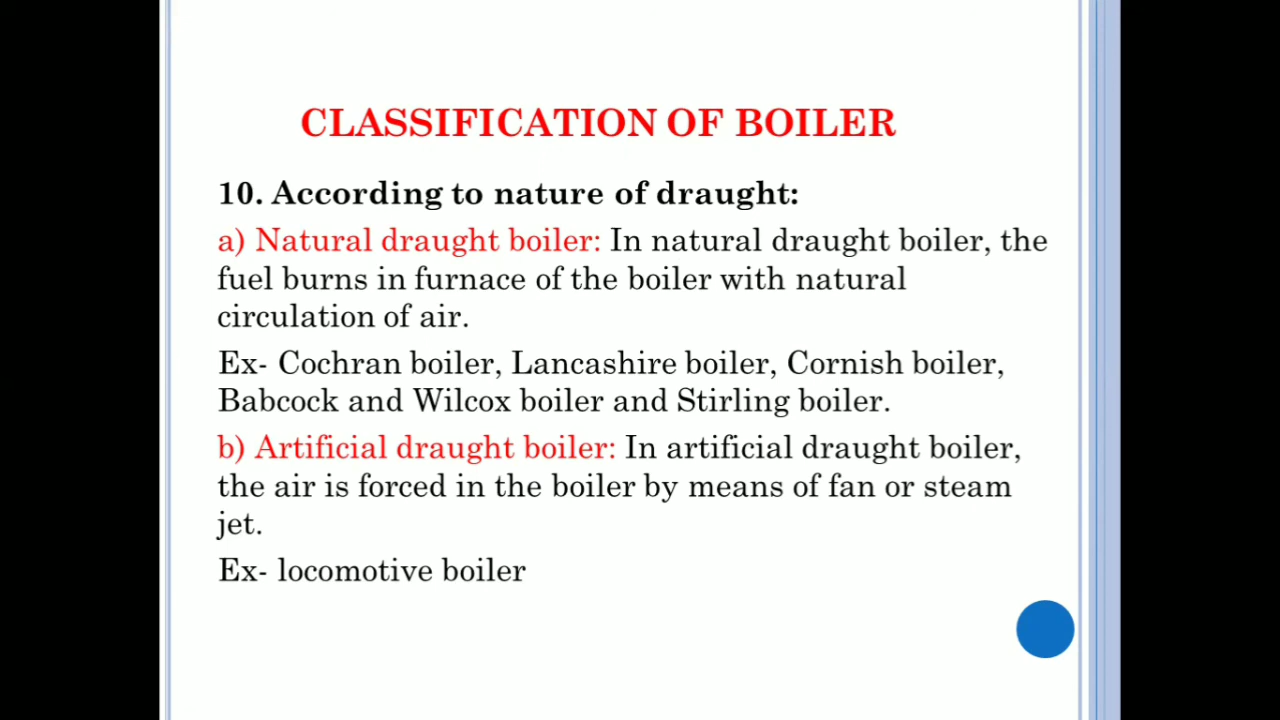 CLASSIFICATION OF BOILER
10. According to nature of draught:
a) Natural draught boiler: In natural draught boiler, the
fuel burns in furnace of the boiler with natural
circulation of air.
Ex- Cochran boiler, Lancashire boiler, Cornish boiler,
Babcock and Wilcox boiler and Stirling boiler.
b) Artificial draught boiler: In artificial draught boiler,
the air is forced in the boiler by means of fan or steam
jet.
Ex- locomotive boiler